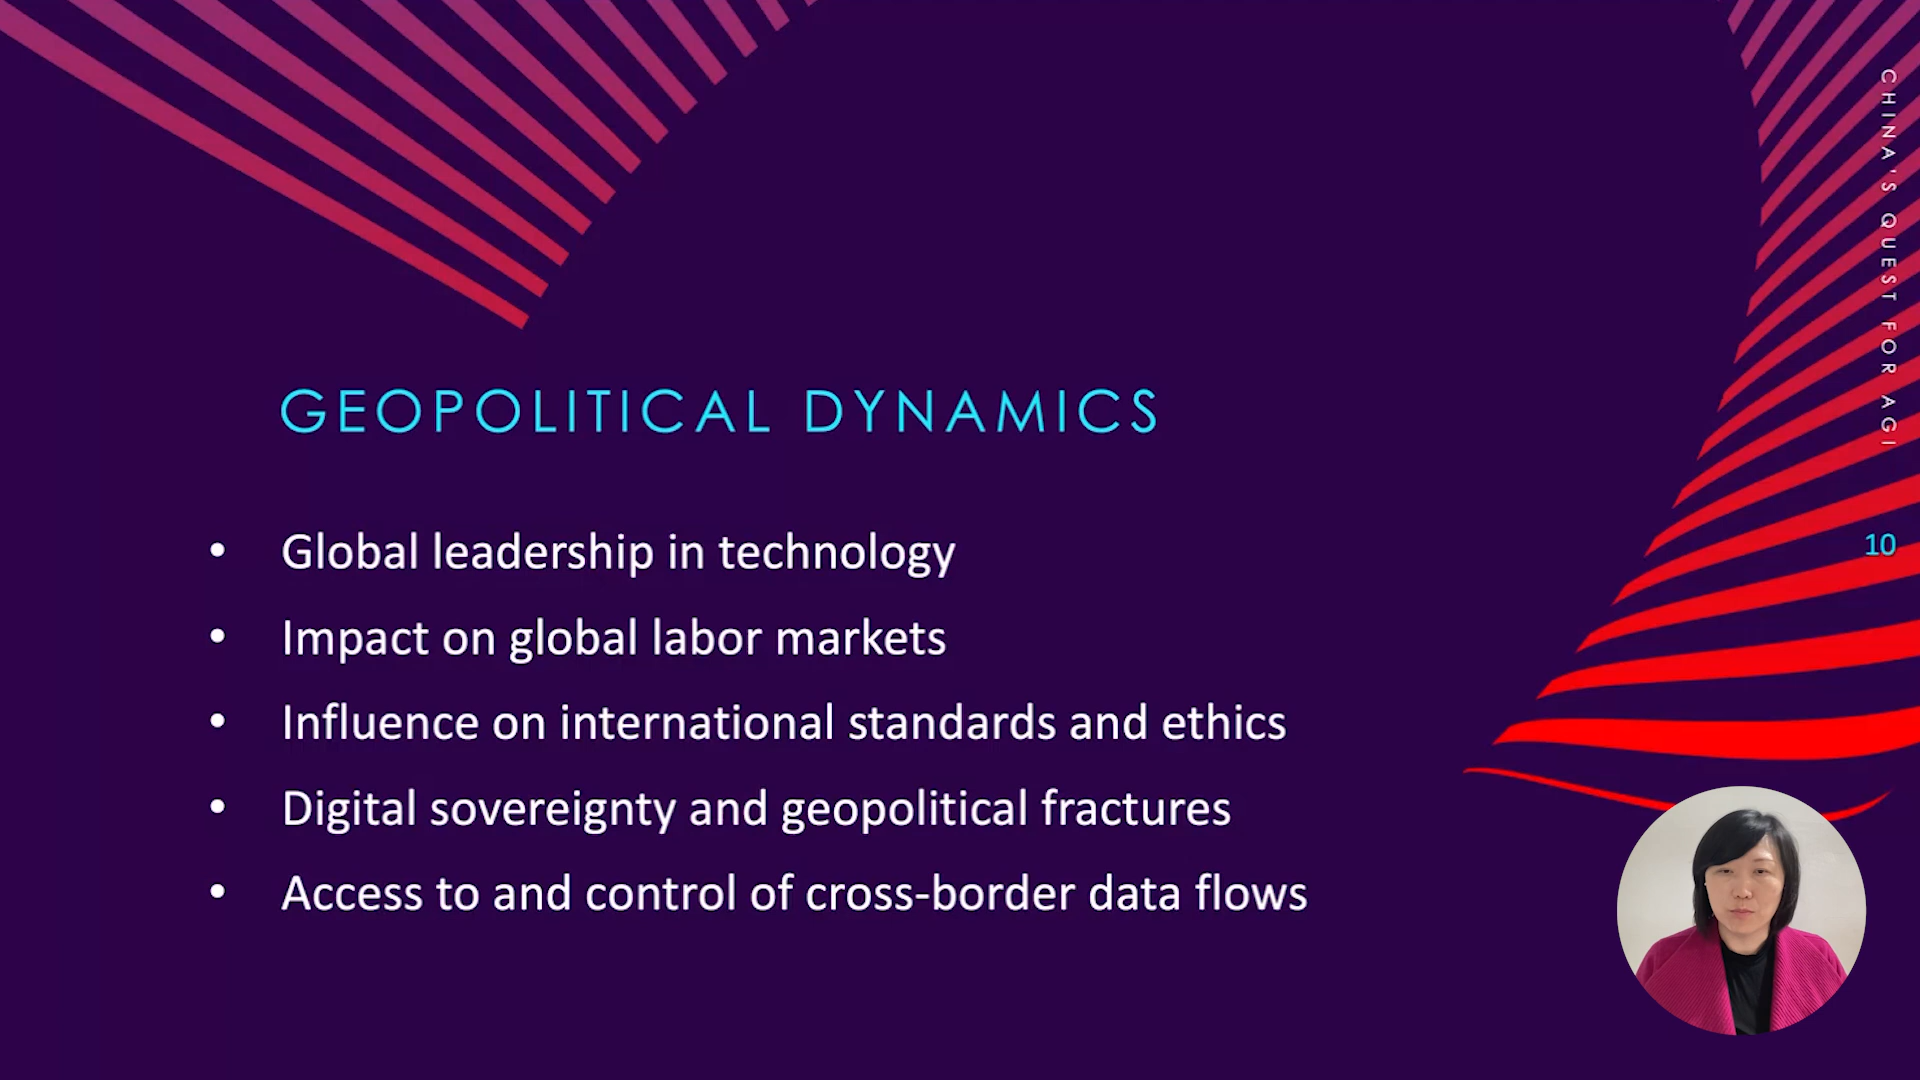 GEOPOLITICAL DYNAMICS
• Global leadership in technology
• Impact on global labor markets
• Influence on international standards and ethics
• Digital sovereignty and geopolitical fractures
• Access to and control of cross-border data flows
CHINA'S QUEST FOR AGI
10